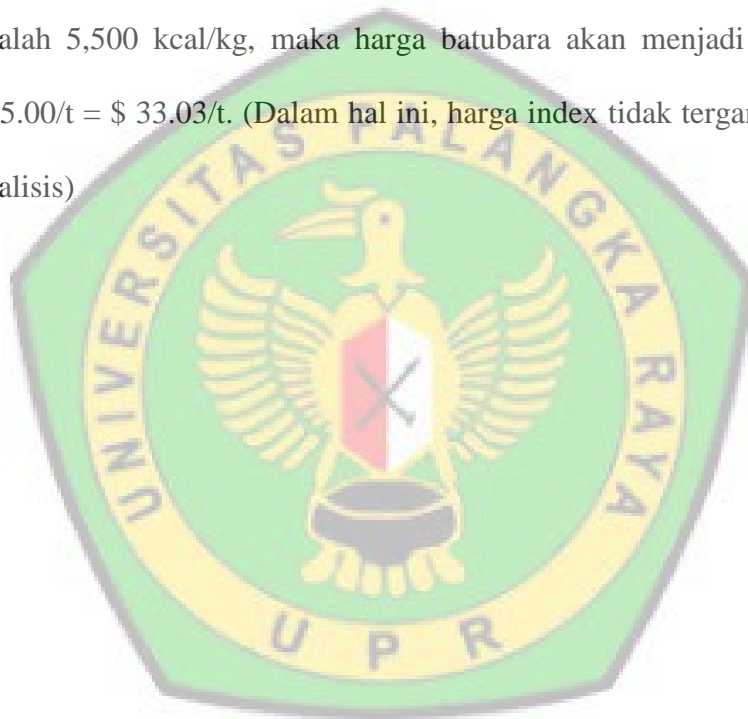 alah 5,500 kcal/kg, maka harga batubara akan menjadi
5.00/t = $ 33.03/t. (Dalam hal ini, harga index tidak tergan
alisis)
UNIVERSITAS PALANGKA RAYA
UPR